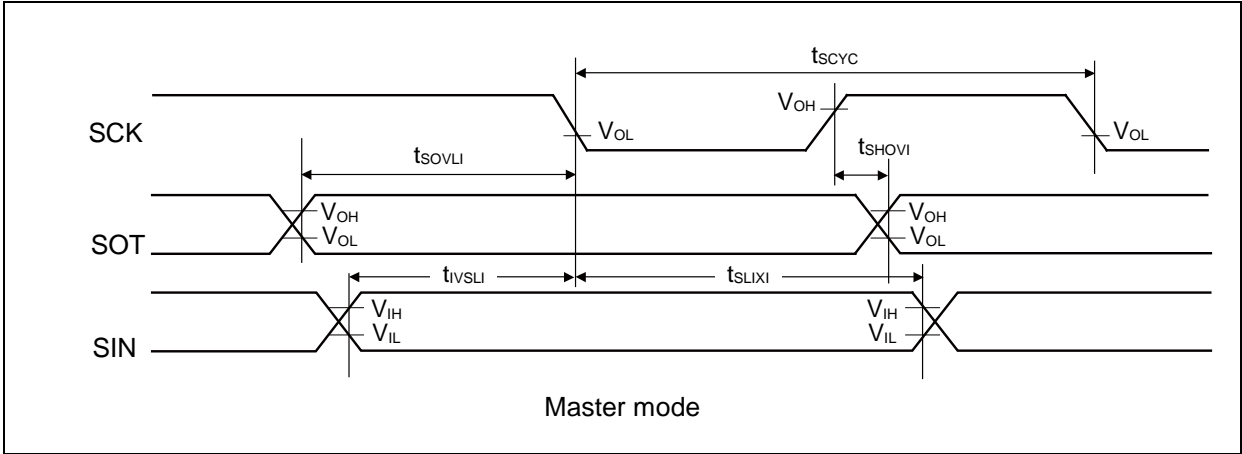 tSCYC
SCK
VOH
VOL
VOL
tSOVLI
tSHOVI
SOT
VOH
VOL
VOH
VOL
tIVSLI
tSLIXI
SIN
VIH
VIL
VIH
VIL
Master mode